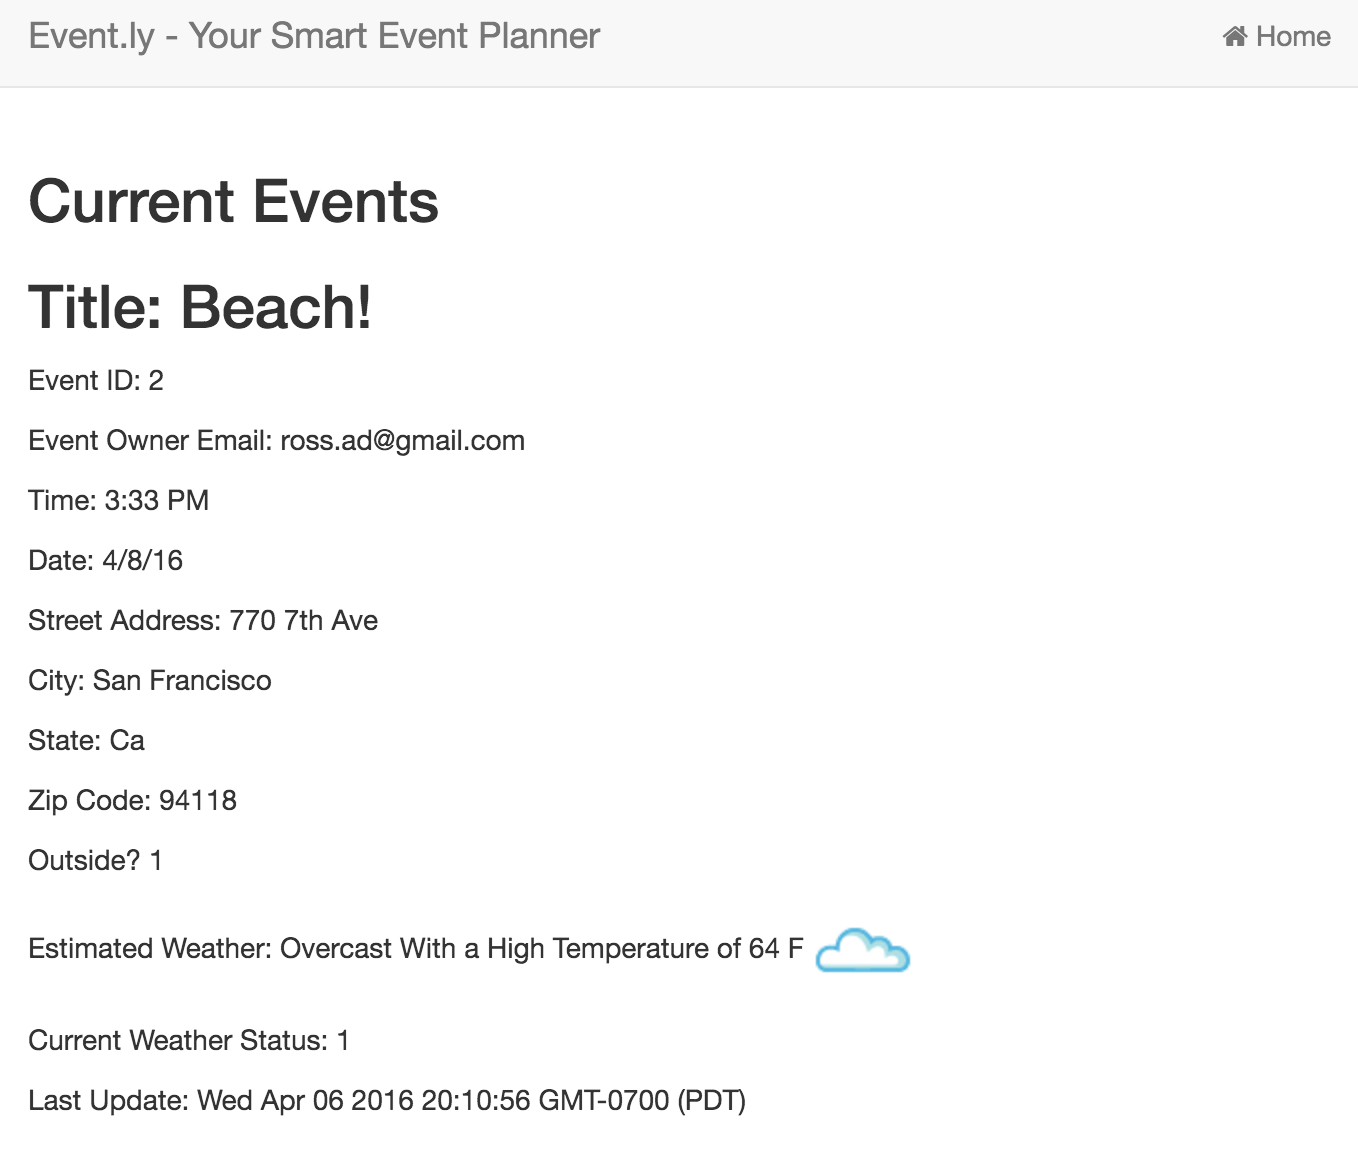 Event.ly - Your Smart Event Planner
Home
Current Events
Title: Beach!
Event ID: 2
Event Owner Email: ross.ad@gmail.com
Time: 3:33 PM
Date: 4/8/16
Street Address: 770 7th Ave
City: San Francisco
State: Ca
Zip Code: 94118
Outside? 1
Estimated Weather: Overcast With a High Temperature of 64 F
Current Weather Status: 1
Last Update: Wed Apr 06 2016 20:10:56 GMT-0700 (PDT)